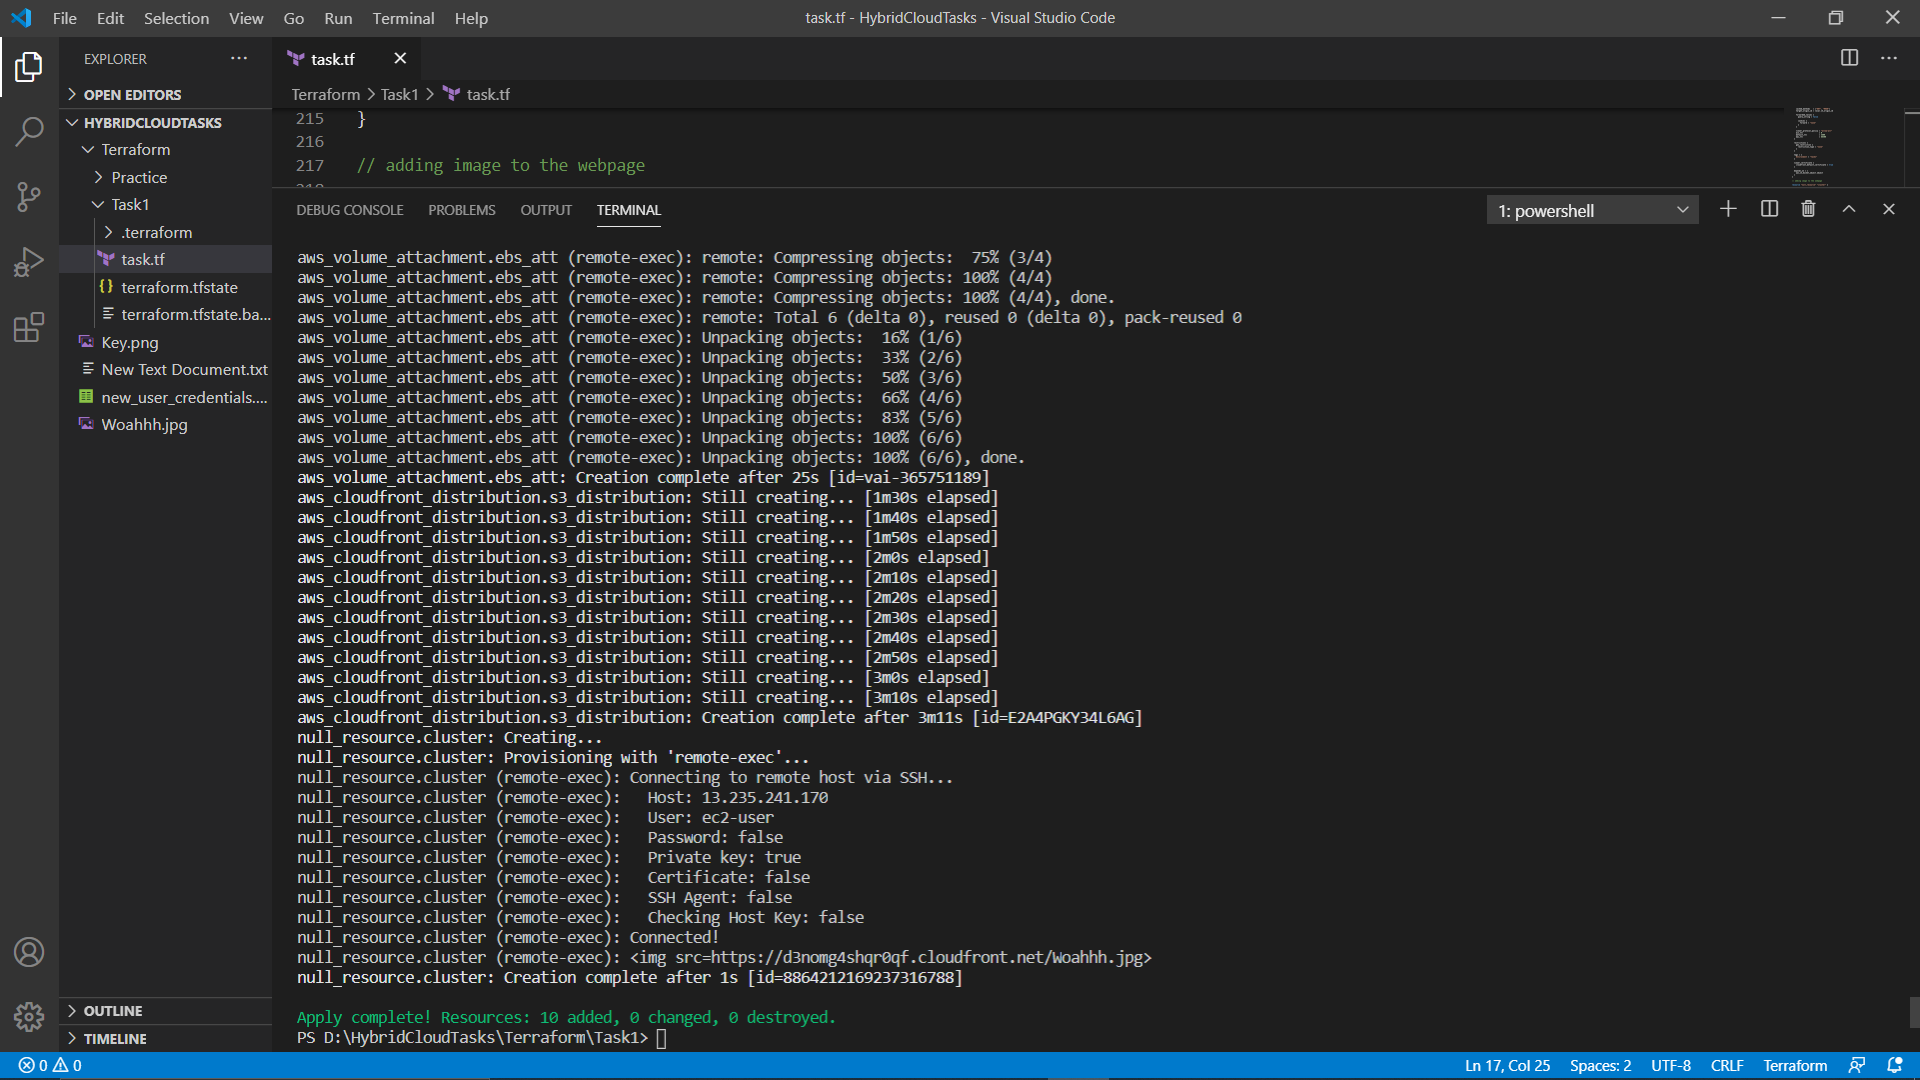 File Edit Selection View Go Run Terminal Help
task.tf - HybridCloudTasks - Visual Studio Code
EXPLORER
OPEN EDITORS
HYBRIDCLOUDTASKS
Terraform
Practice
Task1
.terraform
task.tf
terraform.tfstate
terraform.tfstate.ba...
Key.png
New Text Document.txt
new_user_credentials....
Woahhh.jpg
OUTLINE
TIMELINE
task.tf
Terraform > Task1 > task.tf
215 }
216
217 // adding image to the webpage
DEBUG CONSOLE PROBLEMS OUTPUT TERMINAL
1: powershell
aws_volume_attachment.ebs_att (remote-exec): remote: Compressing objects:  75% (3/4)
aws_volume_attachment.ebs_att (remote-exec): remote: Compressing objects: 100% (4/4)
aws_volume_attachment.ebs_att (remote-exec): remote: Compressing objects: 100% (4/4), done.
aws_volume_attachment.ebs_att (remote-exec): remote: Total 6 (delta 0), reused 0 (delta 0), pack-reused 0
aws_volume_attachment.ebs_att (remote-exec): Unpacking objects:  16% (1/6)
aws_volume_attachment.ebs_att (remote-exec): Unpacking objects:  33% (2/6)
aws_volume_attachment.ebs_att (remote-exec): Unpacking objects:  50% (3/6)
aws_volume_attachment.ebs_att (remote-exec): Unpacking objects:  66% (4/6)
aws_volume_attachment.ebs_att (remote-exec): Unpacking objects:  83% (5/6)
aws_volume_attachment.ebs_att (remote-exec): Unpacking objects: 100% (6/6)
aws_volume_attachment.ebs_att (remote-exec): Unpacking objects: 100% (6/6), done.
aws_volume_attachment.ebs_att: Creation complete after 25s [id=vai-365751189]
aws_cloudfront_distribution.s3_distribution: Still creating... [1m30s elapsed]
aws_cloudfront_distribution.s3_distribution: Still creating... [1m40s elapsed]
aws_cloudfront_distribution.s3_distribution: Still creating... [1m50s elapsed]
aws_cloudfront_distribution.s3_distribution: Still creating... [2m0s elapsed]
aws_cloudfront_distribution.s3_distribution: Still creating... [2m10s elapsed]
aws_cloudfront_distribution.s3_distribution: Still creating... [2m20s elapsed]
aws_cloudfront_distribution.s3_distribution: Still creating... [2m30s elapsed]
aws_cloudfront_distribution.s3_distribution: Still creating... [2m40s elapsed]
aws_cloudfront_distribution.s3_distribution: Still creating... [2m50s elapsed]
aws_cloudfront_distribution.s3_distribution: Still creating... [3m0s elapsed]
aws_cloudfront_distribution.s3_distribution: Still creating... [3m10s elapsed]
aws_cloudfront_distribution.s3_distribution: Creation complete after 3m11s [id=E2A4PGKY34L6AG]
null_resource.cluster: Creating...
null_resource.cluster: Provisioning with 'remote-exec'...
null_resource.cluster (remote-exec): Connecting to remote host via SSH...
null_resource.cluster (remote-exec):   Host: 13.235.241.170
null_resource.cluster (remote-exec):   User: ec2-user
null_resource.cluster (remote-exec):   Password: false
null_resource.cluster (remote-exec):   Private key: true
null_resource.cluster (remote-exec):   Certificate: false
null_resource.cluster (remote-exec):   SSH Agent: false
null_resource.cluster (remote-exec):   Checking Host Key: false
null_resource.cluster (remote-exec): Connected!
null_resource.cluster (remote-exec): <img src=https://d3nomg4shqr0qf.cloudfront.net/Woahhh.jpg>
null_resource.cluster: Creation complete after 1s [id=8864212169237316788]
Apply complete! Resources: 10 added, 0 changed, 0 destroyed.
PS D:\HybridCloudTasks\Terraform\Task1>
0 0
Ln 17, Col 25 Spaces: 2 UTF-8 CRLF Terraform